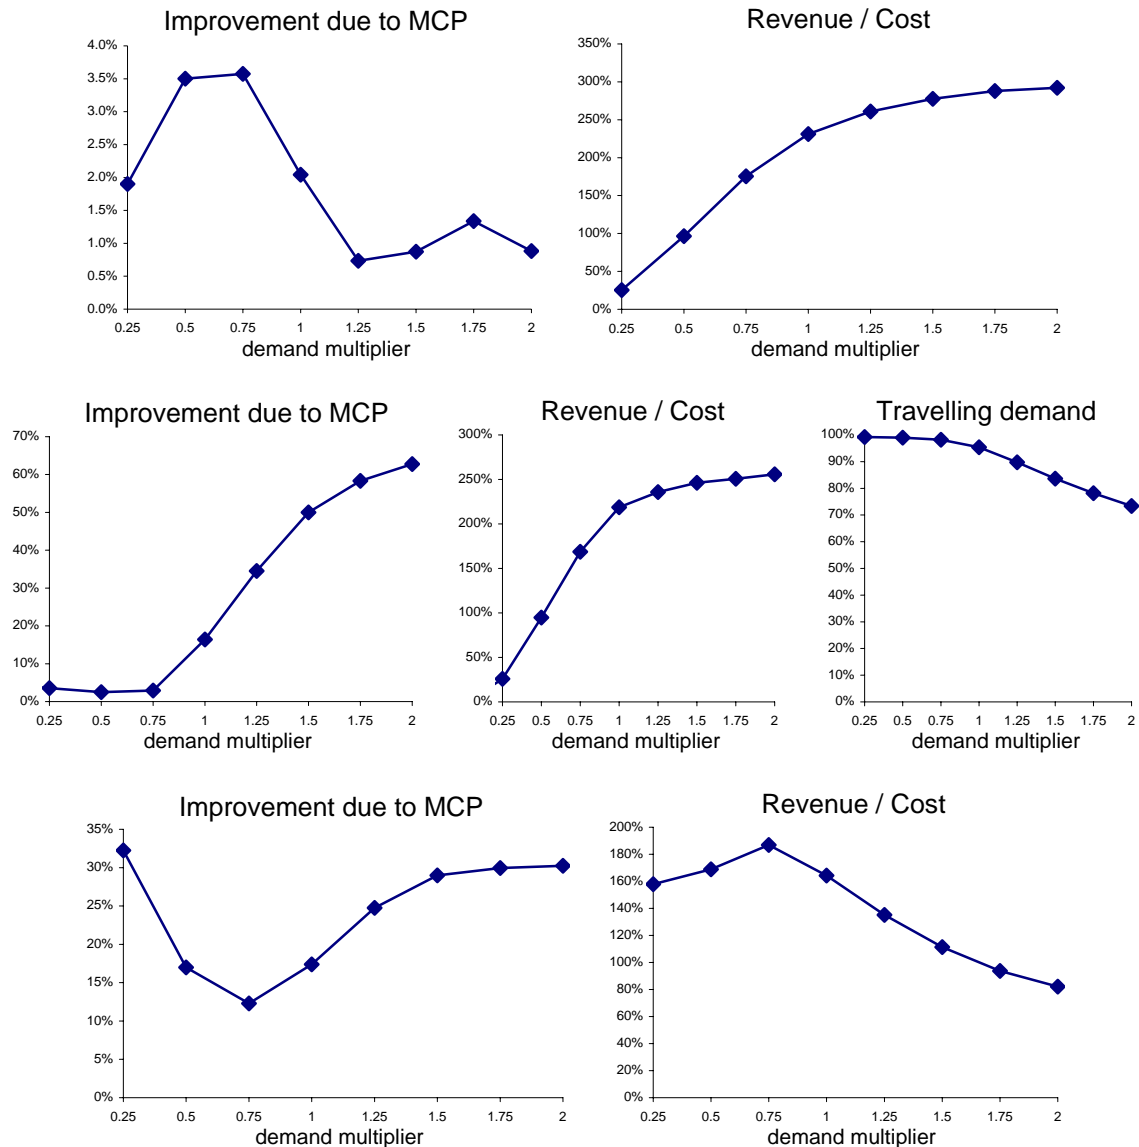 Improvement due to MCP
4.0%
3.5%
3.0%
2.5%
2.0%
1.5%
1.0%
0.5%
0.0%
0.25 0.5 0.75 1 1.25 1.5 1.75 2
demand multiplier
Revenue / Cost
350%
300%
250%
200%
150%
100%
50%
0%
0.25 0.5 0.75 1 1.25 1.5 1.75 2
demand multiplier
Improvement due to MCP
70%
60%
50%
40%
30%
20%
10%
0%
0.25 0.5 0.75 1 1.25 1.5 1.75 2
demand multiplier
Revenue / Cost
300%
250%
200%
150%
100%
50%
0%
0.25 0.5 0.75 1 1.25 1.5 1.75 2
demand multiplier
Travelling demand
100%
90%
80%
70%
60%
50%
40%
30%
20%
10%
0%
0.25 0.5 0.75 1 1.25 1.5 1.75 2
demand multiplier
Improvement due to MCP
35%
30%
25%
20%
15%
10%
5%
0%
0.25 0.5 0.75 1 1.25 1.5 1.75 2
demand multiplier
Revenue / Cost
200%
180%
160%
140%
120%
100%
80%
60%
40%
20%
0%
0.25 0.5 0.75 1 1.25 1.5 1.75 2
demand multiplier